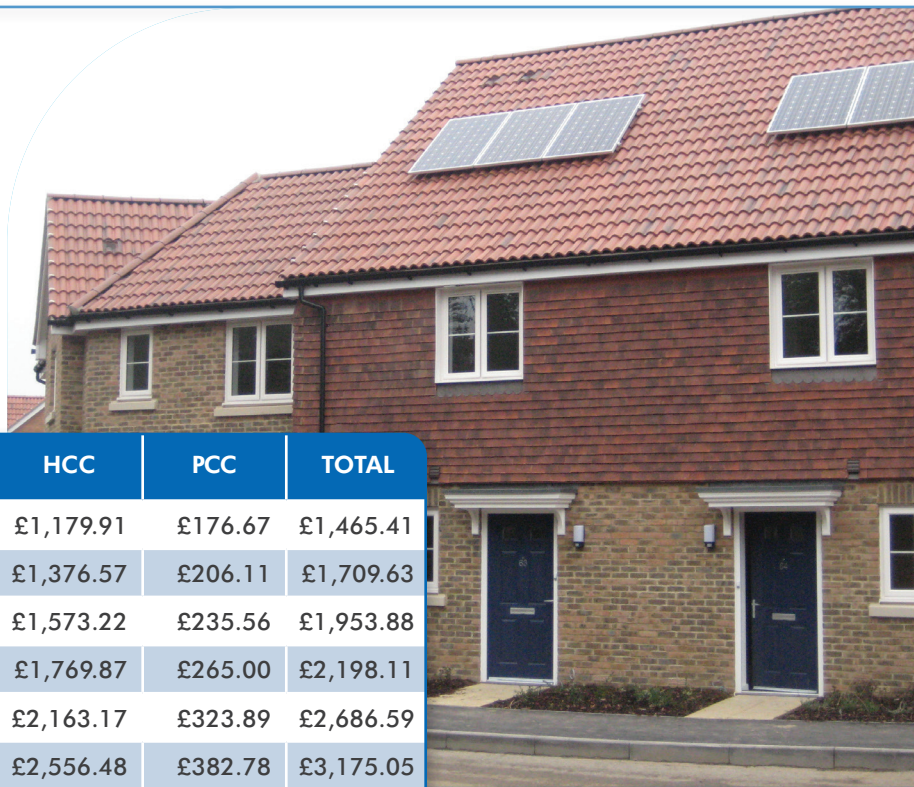 HCC PCC TOTAL
£1,179.91 £176.67 £1,465.41
£1,376.57 £206.11 £1,709.63
£1,573.22 £235.56 £1,953.88
£1,769.87 £265.00 £2,198.11
£2,163.17 £323.89 £2,686.59
£2,556.48 £382.78 £3,175.05